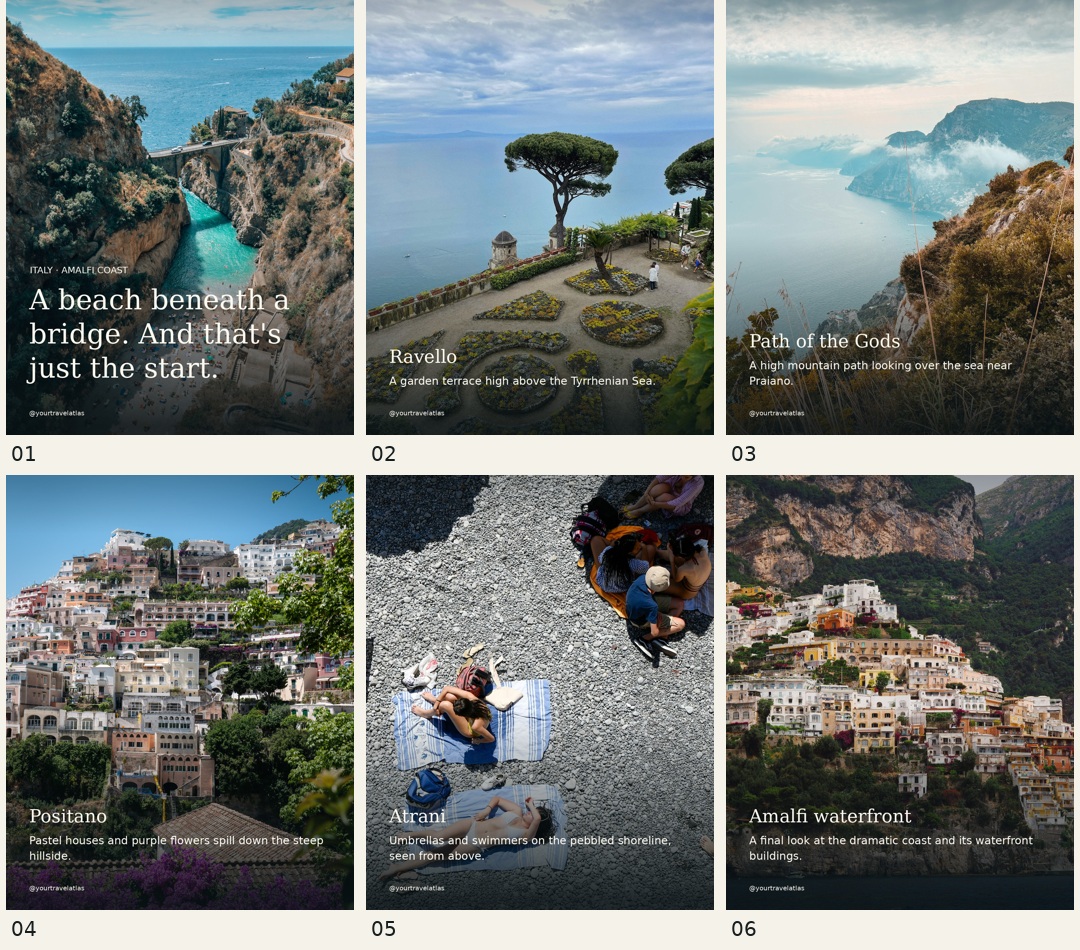 ITALY · AMALFI COAST
A beach beneath a
bridge. And that's
just the start.
@yourtravelatlas
01
Ravello
A garden terrace high above the Tyrrhenian Sea.
@yourtravelatlas
02
Path of the Gods
A high mountain path looking over the sea near
Praiano.
@yourtravelatlas
03
Positano
Pastel houses and purple flowers spill down the steep
hillside.
@yourtravelatlas
04
Atrani
Umbrellas and swimmers on the pebbled shoreline,
seen from above.
@yourtravelatlas
05
Amalfi waterfront
A final look at the dramatic coast and its waterfront
buildings.
@yourtravelatlas
06